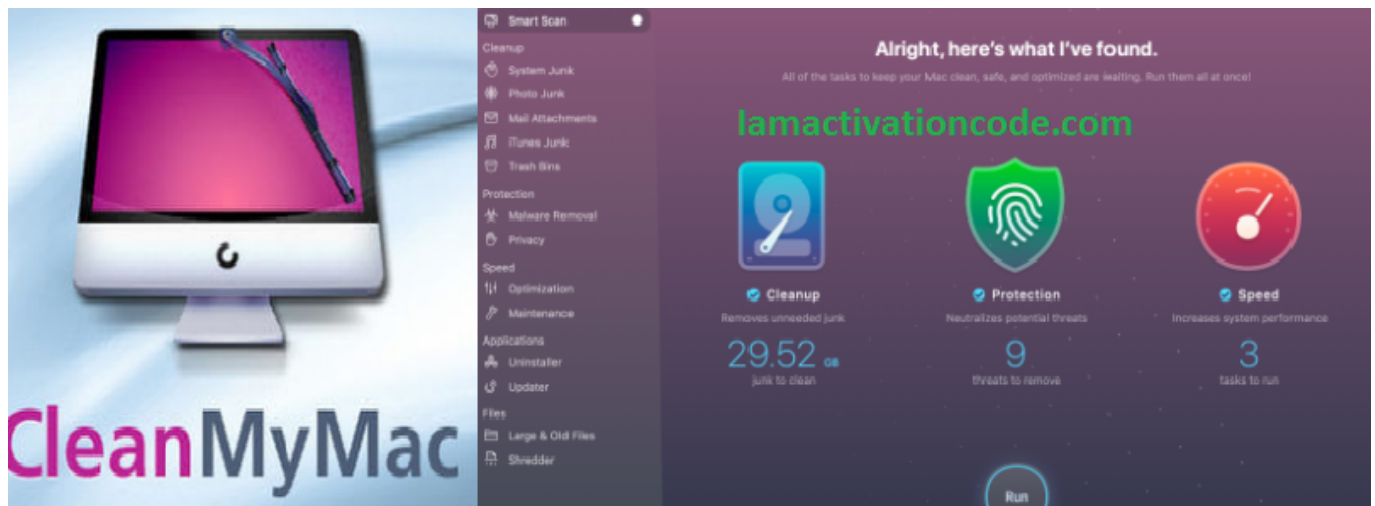 CleanMyMac
Smart Scan
Cleanup
System Junk
Photo Junk
Mail Attachments
iTunes Junk
Trash Bins
Protection
Malware Removal
Privacy
Speed
Optimization
Maintenance
Applications
Uninstaller
Updater
Files
Large & Old Files
Shredder
Alright, here's what I've found.
All of the tasks to keep your Mac clean, safe, and optimized are waiting. Run them all at once!
Iamactivationcode.com
Cleanup
Removes unneeded junk
29.52 GB
junk to clean
Protection
Neutralizes potential threats
9
threats to remove
Speed
Increases system performance
3
tasks to run
Run